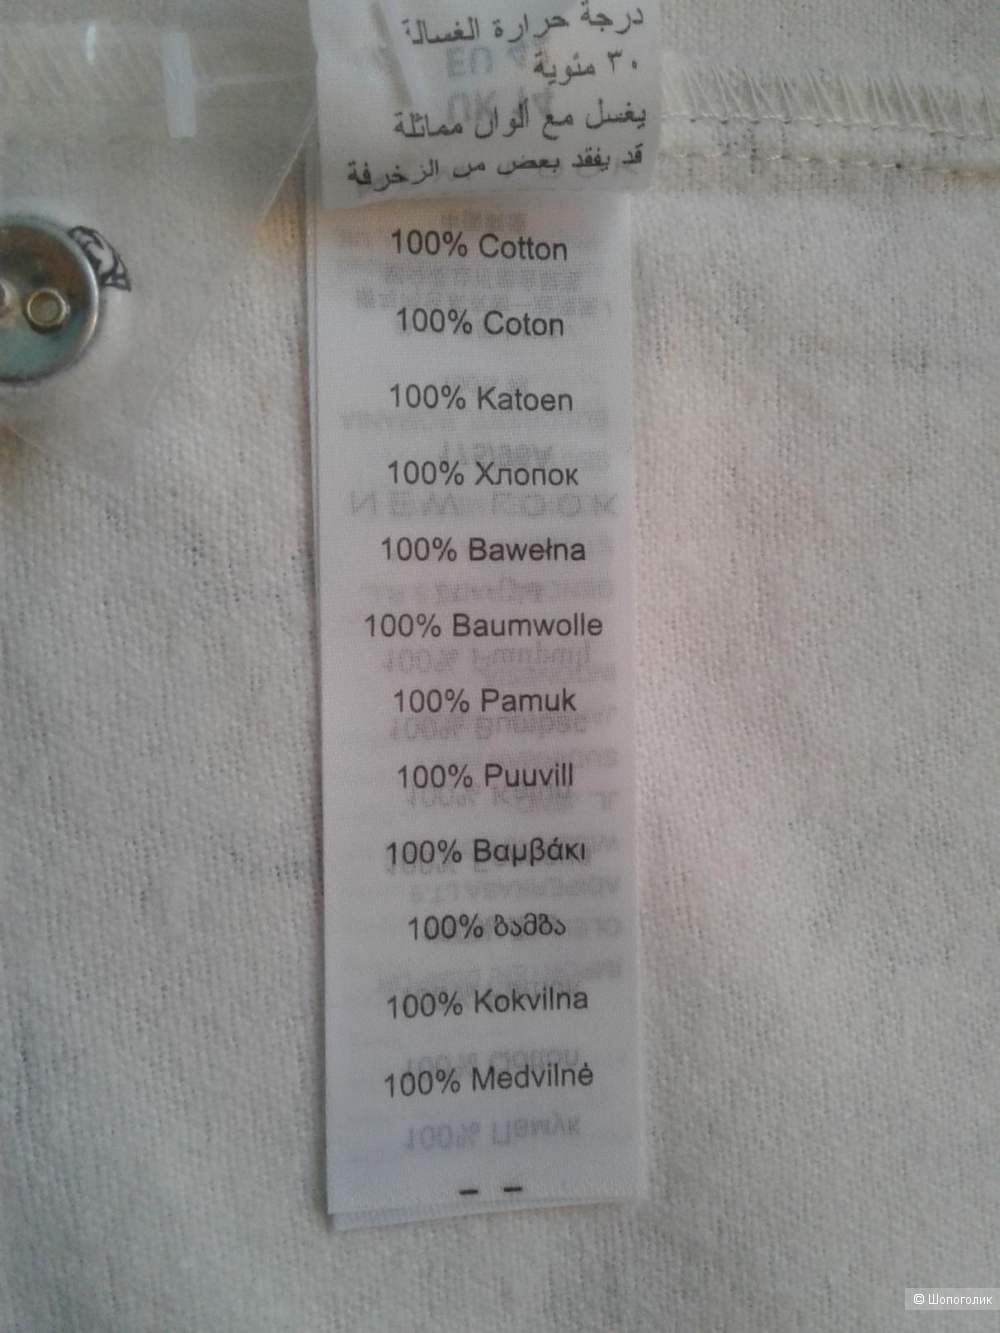 درجة حرارة الغسالة
٣٠ مئوية
يغسل مع ألوان مماثلة
قد يفقد بعض من الزخرفة
100% Cotton
100% Coton
100% Katoen
100% Хлопок
100% Bawełna
100% Baumwolle
100% Pamuk
100% Puuvill
100% Βαμβάκι
100% ბამბა
100% Kokvilna
100% Medvilnė
© Шопоголик